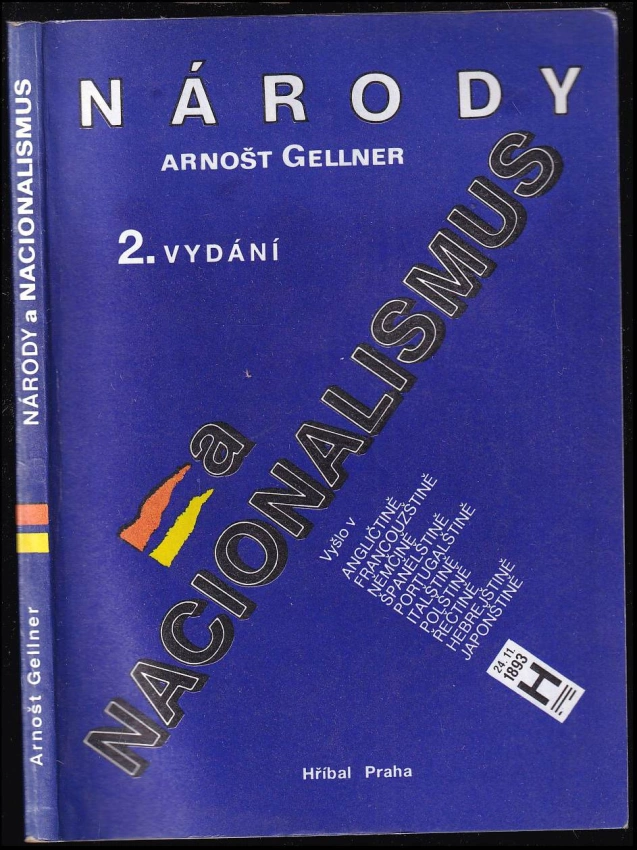 NÁRODY a NACIONALISMUS
Arnošt Gellner
NÁRODY
ARNOŠT GELLNER
2. VYDÁNÍ
a
NACIONALISMUS
Vyšlo v
ANGLIČTINĚ
FRANCOUZŠTINĚ
NĚMČINĚ
ŠPANĚLŠTINĚ
PORTUGALŠTINĚ
ITALŠTINĚ
POLŠTINĚ
ŘEČTINĚ
HEBREJŠTINĚ
JAPONŠTINĚ
24. 11.
1893
H
Hříbal Praha